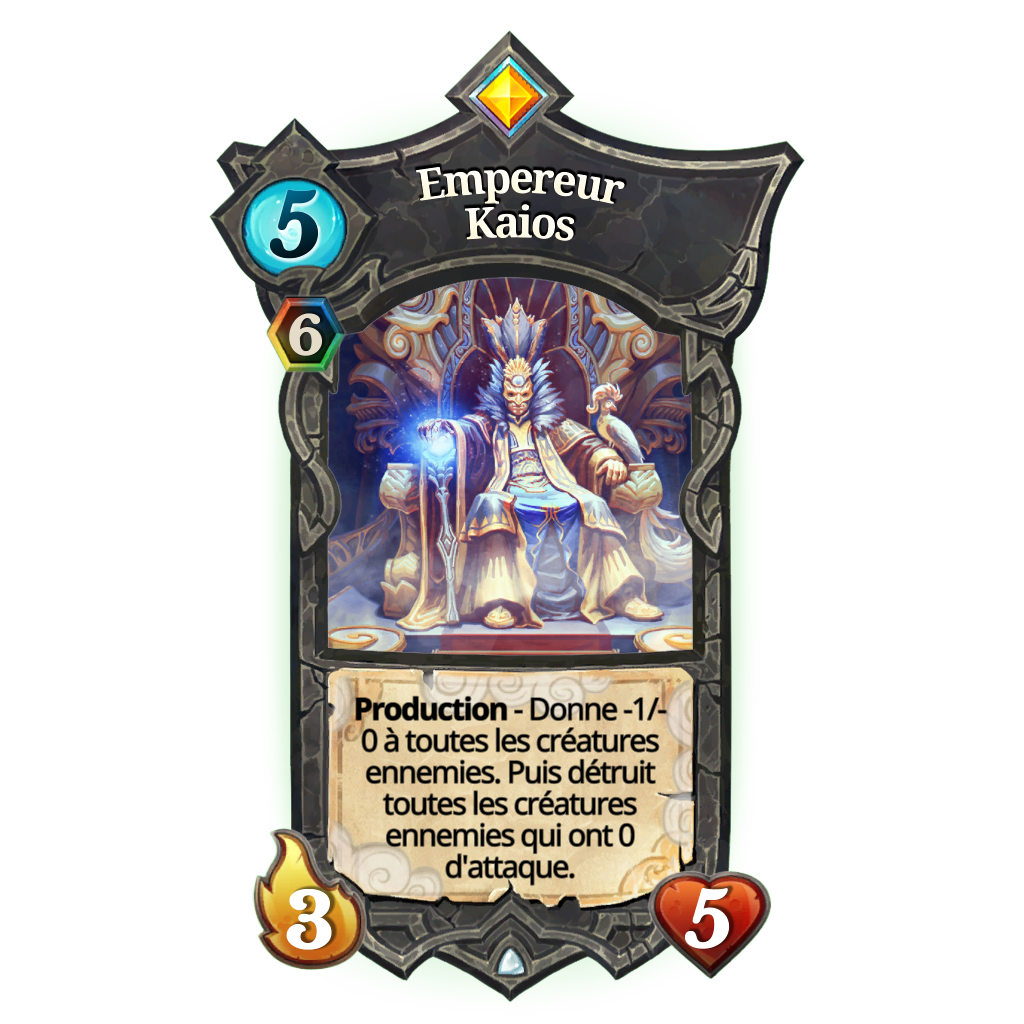 Empereur
Kaios
5
6
Production - Donne -1/-
0 à toutes les créatures
ennemies. Puis détruit
toutes les créatures
ennemies qui ont 0
d'attaque.
3
5